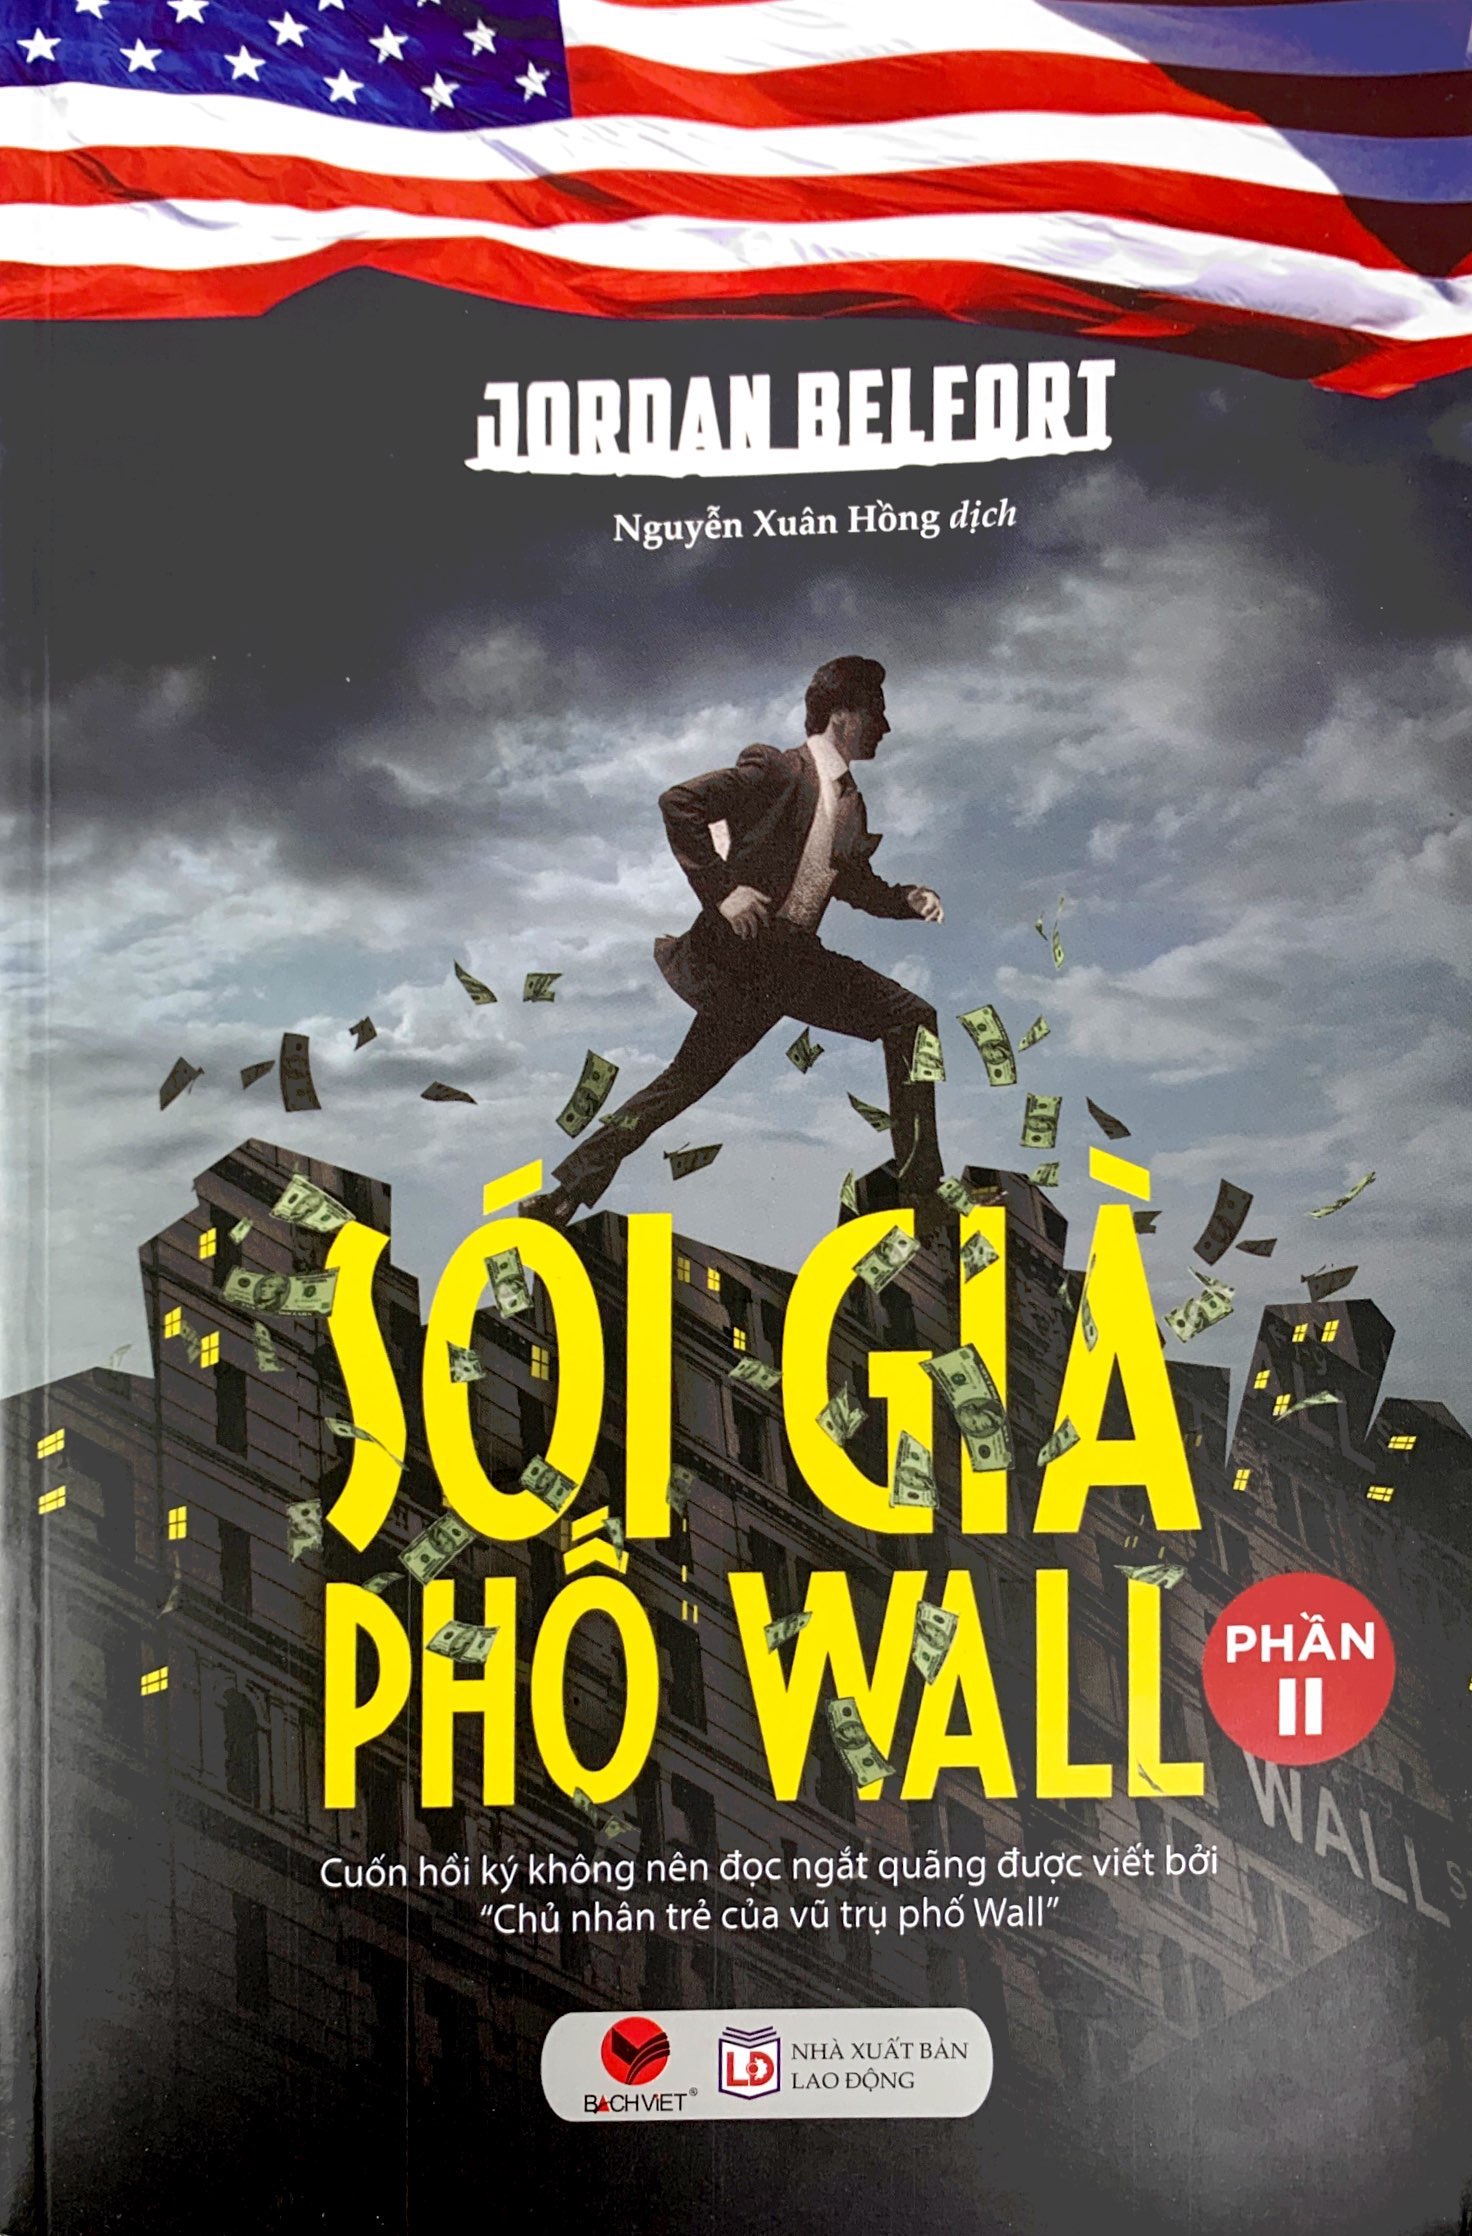 JORDAN BELFORT
Nguyễn Xuân Hồng dịch
SÓI GIÀ
PHỐ WALL
PHẦN
II
WALL S
Cuốn hồi ký không nên đọc ngắt quãng được viết bởi
“Chủ nhân trẻ của vũ trụ phố Wall”
BACHVIET®
LD
NHÀ XUẤT BẢN
LAO ĐỘNG